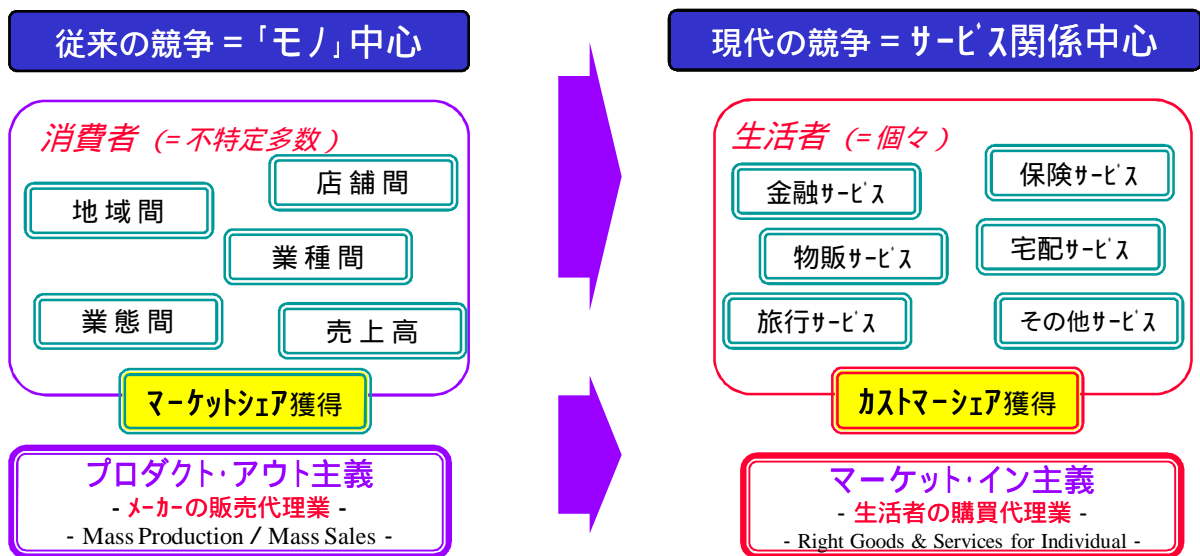 従来の競争 = ｢モノ｣ 中心
消費者 (= 不特定多数 )
店 舗 間
地 域 間
業 種 間
業 態 間
売 上 高
マーケットシェア獲得
プロダクト・アウト主義
- メーカーの販売代理業 -
- Mass Production / Mass Sales -
現代の競争 = サービス関係中心
生活者 (= 個々 )
保険サービス
金融サービス
宅配サービス
物販サービス
旅行サービス
その他サービス
カストマーシェア獲得
マーケット・イン主義
- 生活者の購買代理業 -
- Right Goods & Services for Individual -